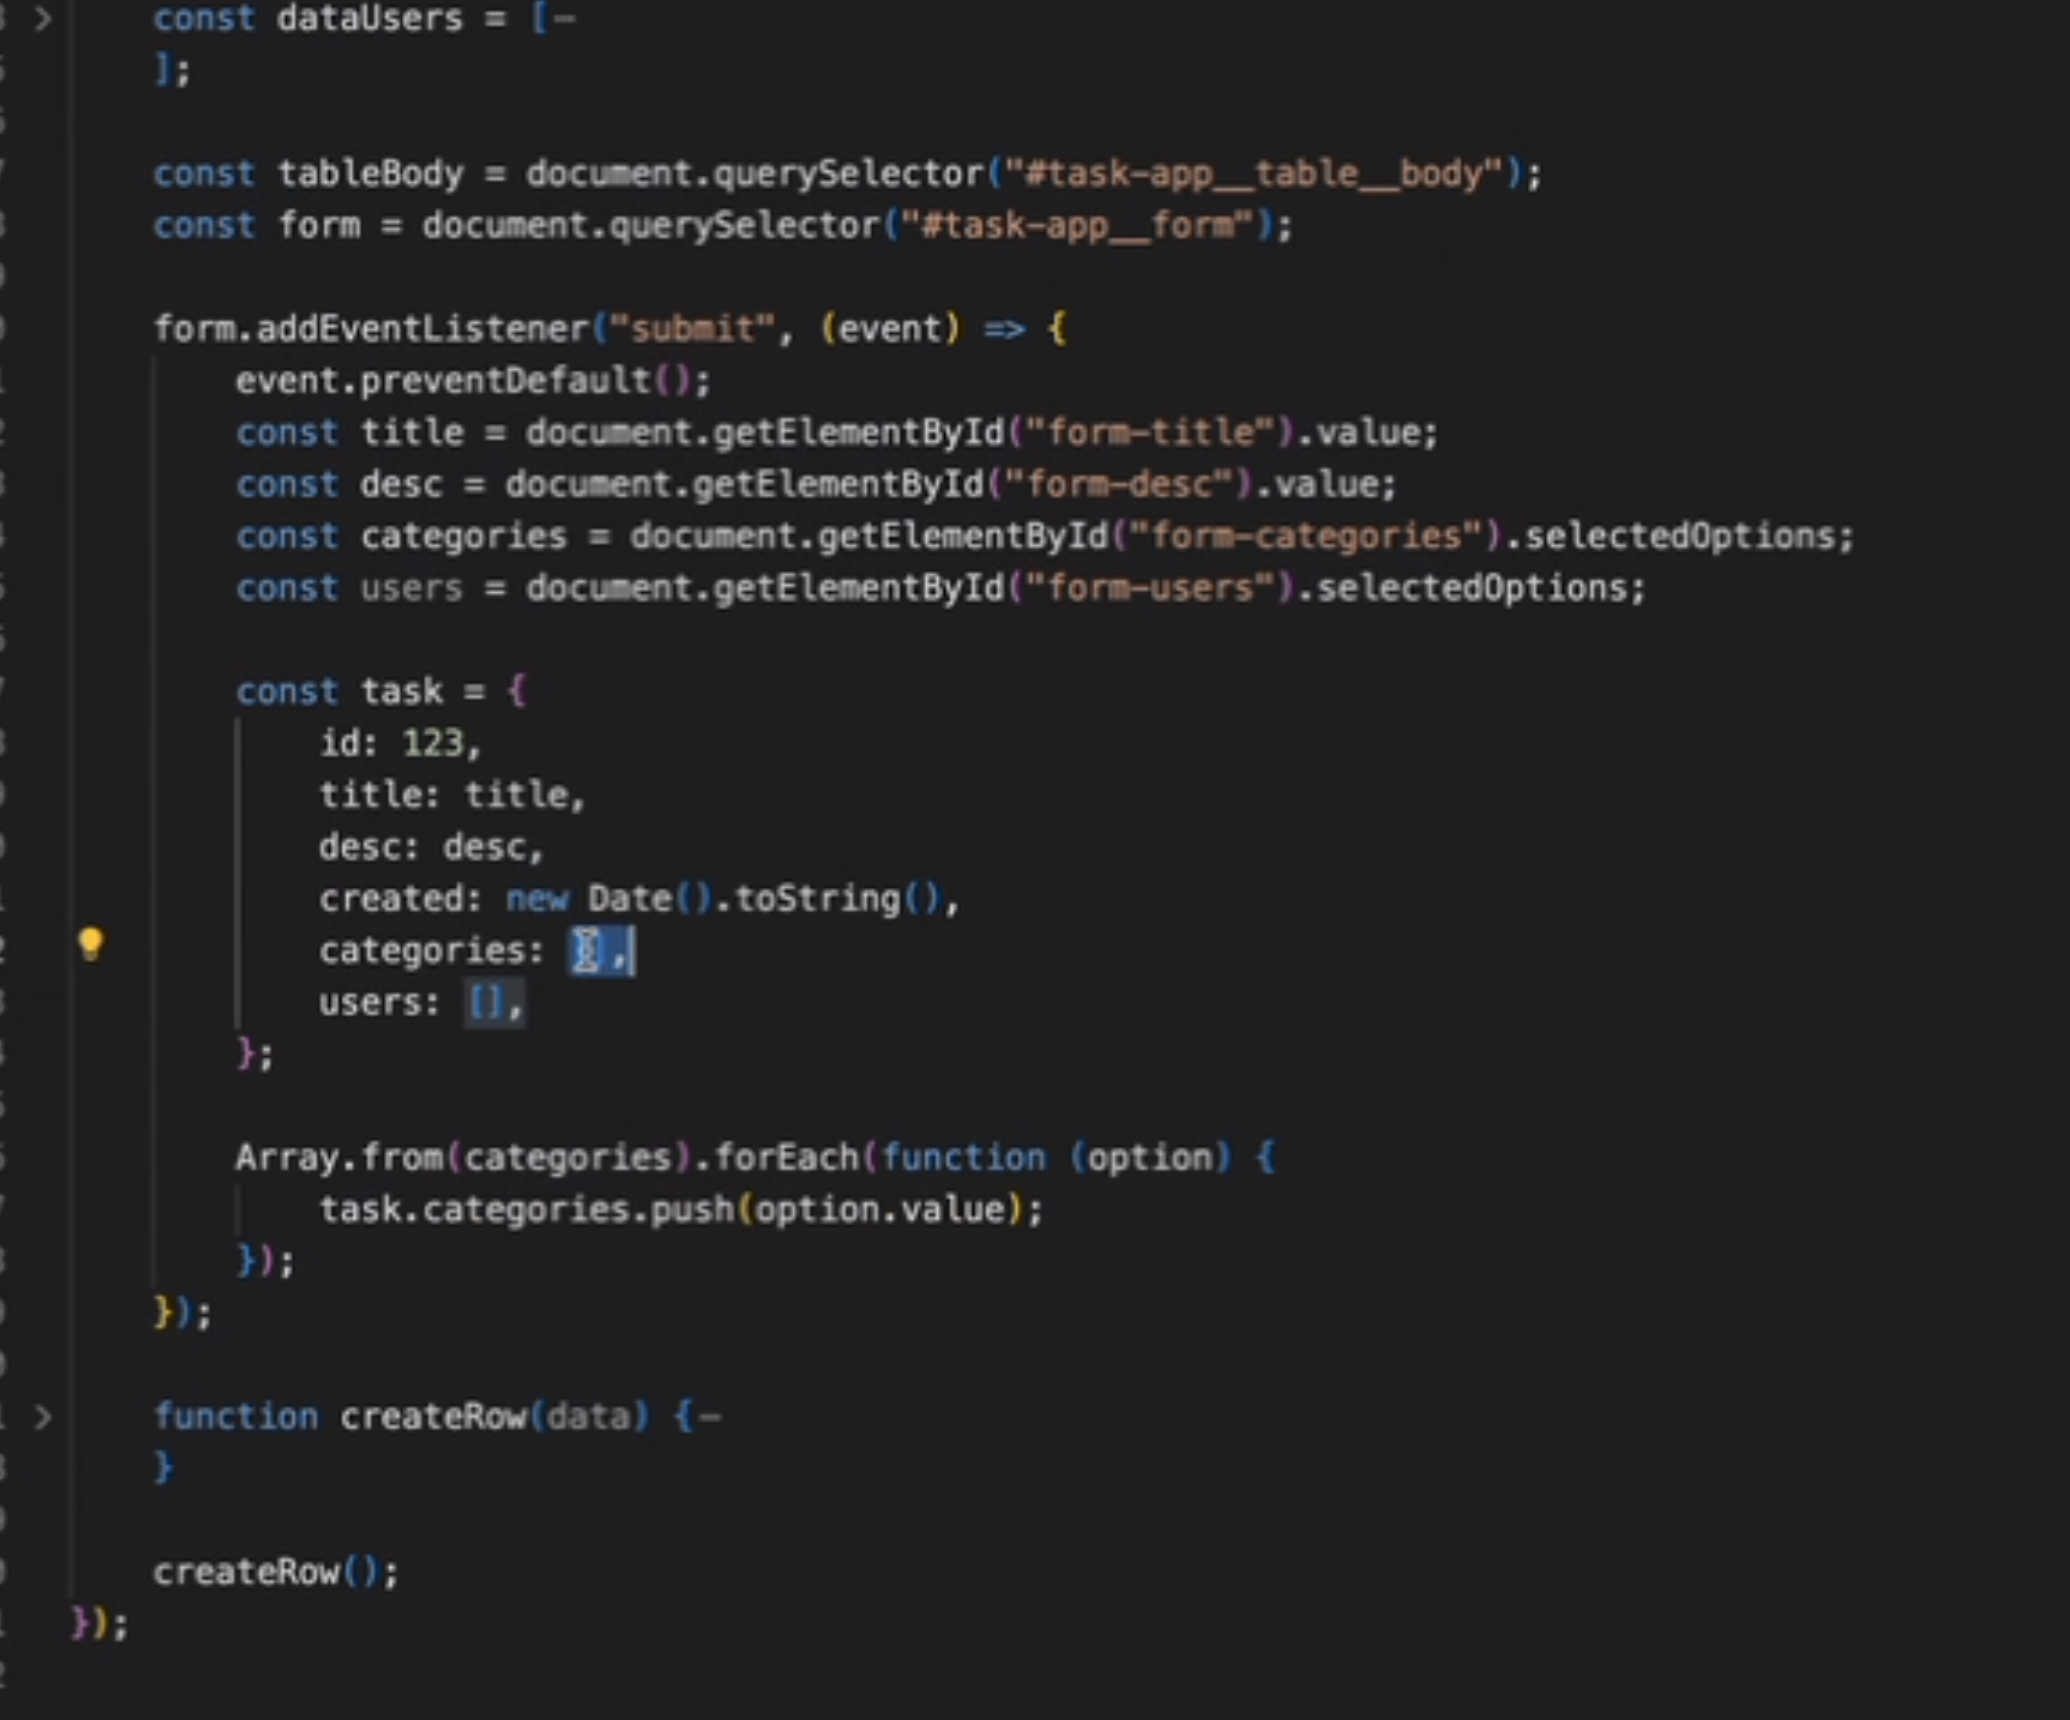 const dataUsers = [
];
const tableBody = document.querySelector("#task-app__table__body");
const form = document.querySelector("#task-app__form");
form.addEventListener("submit", (event) => {
event.preventDefault();
const title = document.getElementById("form-title").value;
const desc = document.getElementById("form-desc").value;
const categories = document.getElementById("form-categories").selectedOptions;
const users = document.getElementById("form-users").selectedOptions;
const task = {
id: 123,
title: title,
desc: desc,
created: new Date().toString(),
categories: [],
users: [],
};
Array.from(categories).forEach(function (option) {
task.categories.push(option.value);
});
});
function createRow(data) {
}
createRow();
});